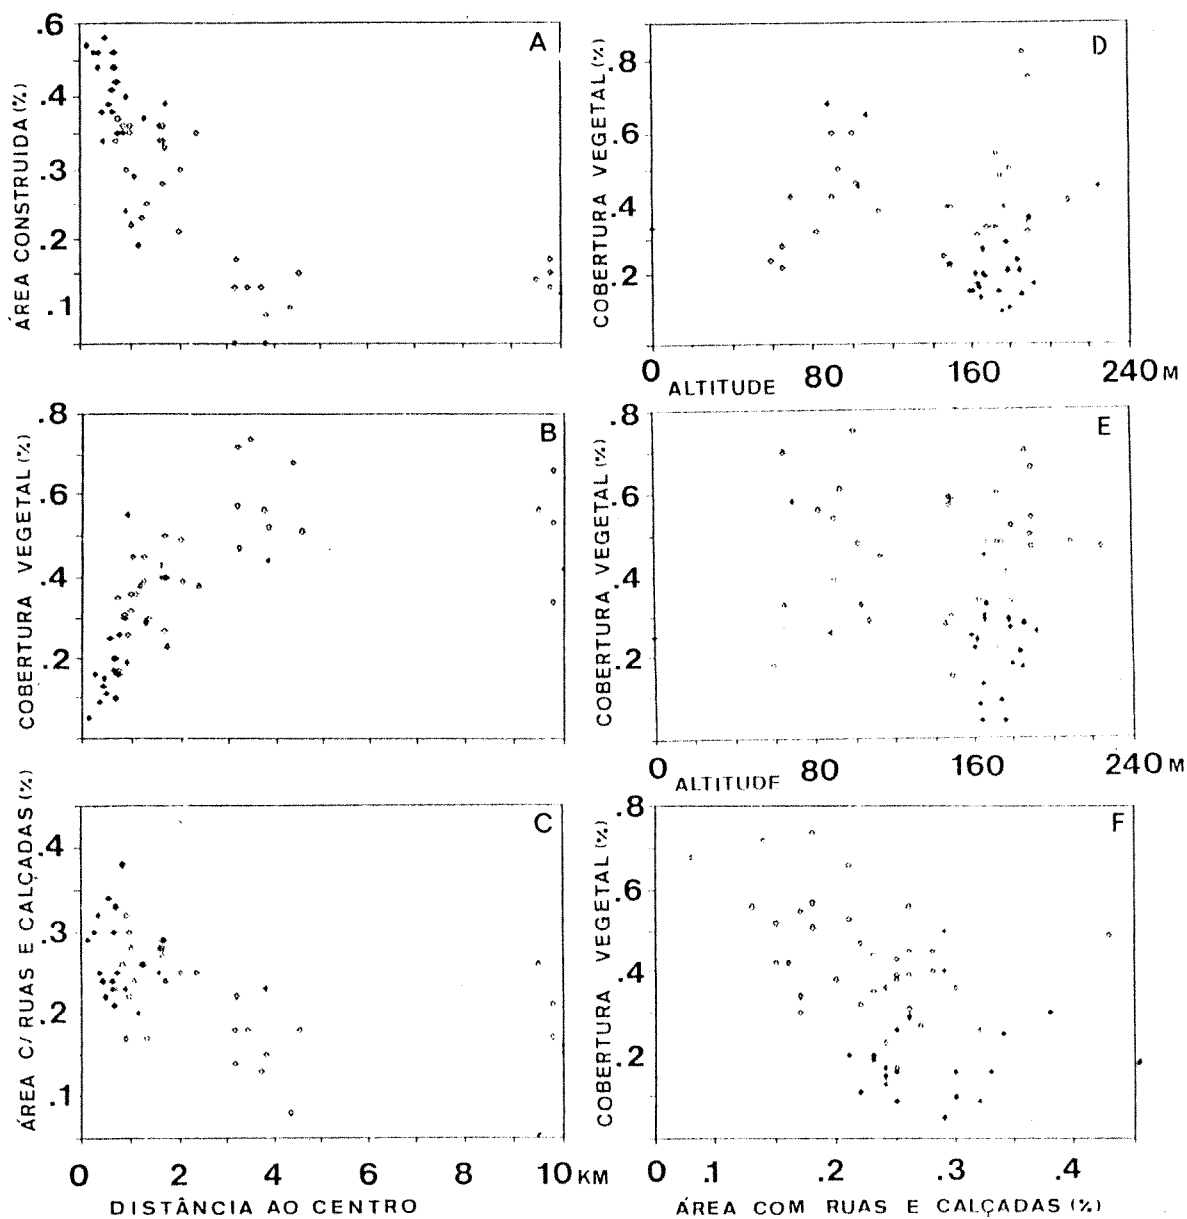 A
ÁREA CONSTRUIDA (%)
.6
.4
.3
.2
.1
B
COBERTURA VEGETAL (%)
.8
.6
.4
.2
C
ÁREA C/ RUAS E CALÇADAS (%)
.4
.3
.2
.1
0 2 4 6 8 10 KM
DISTÂNCIA AO CENTRO
D
COBERTURA VEGETAL (%)
.8
.6
.4
.2
0 80 160 240 M
ALTITUDE
E
COBERTURA VEGETAL (%)
.8
.6
.4
.2
0 80 160 240 M
ALTITUDE
F
COBERTURA VEGETAL (%)
.8
.6
.4
.2
0 .1 .2 .3 .4
ÁREA COM RUAS E CALÇADAS (%)